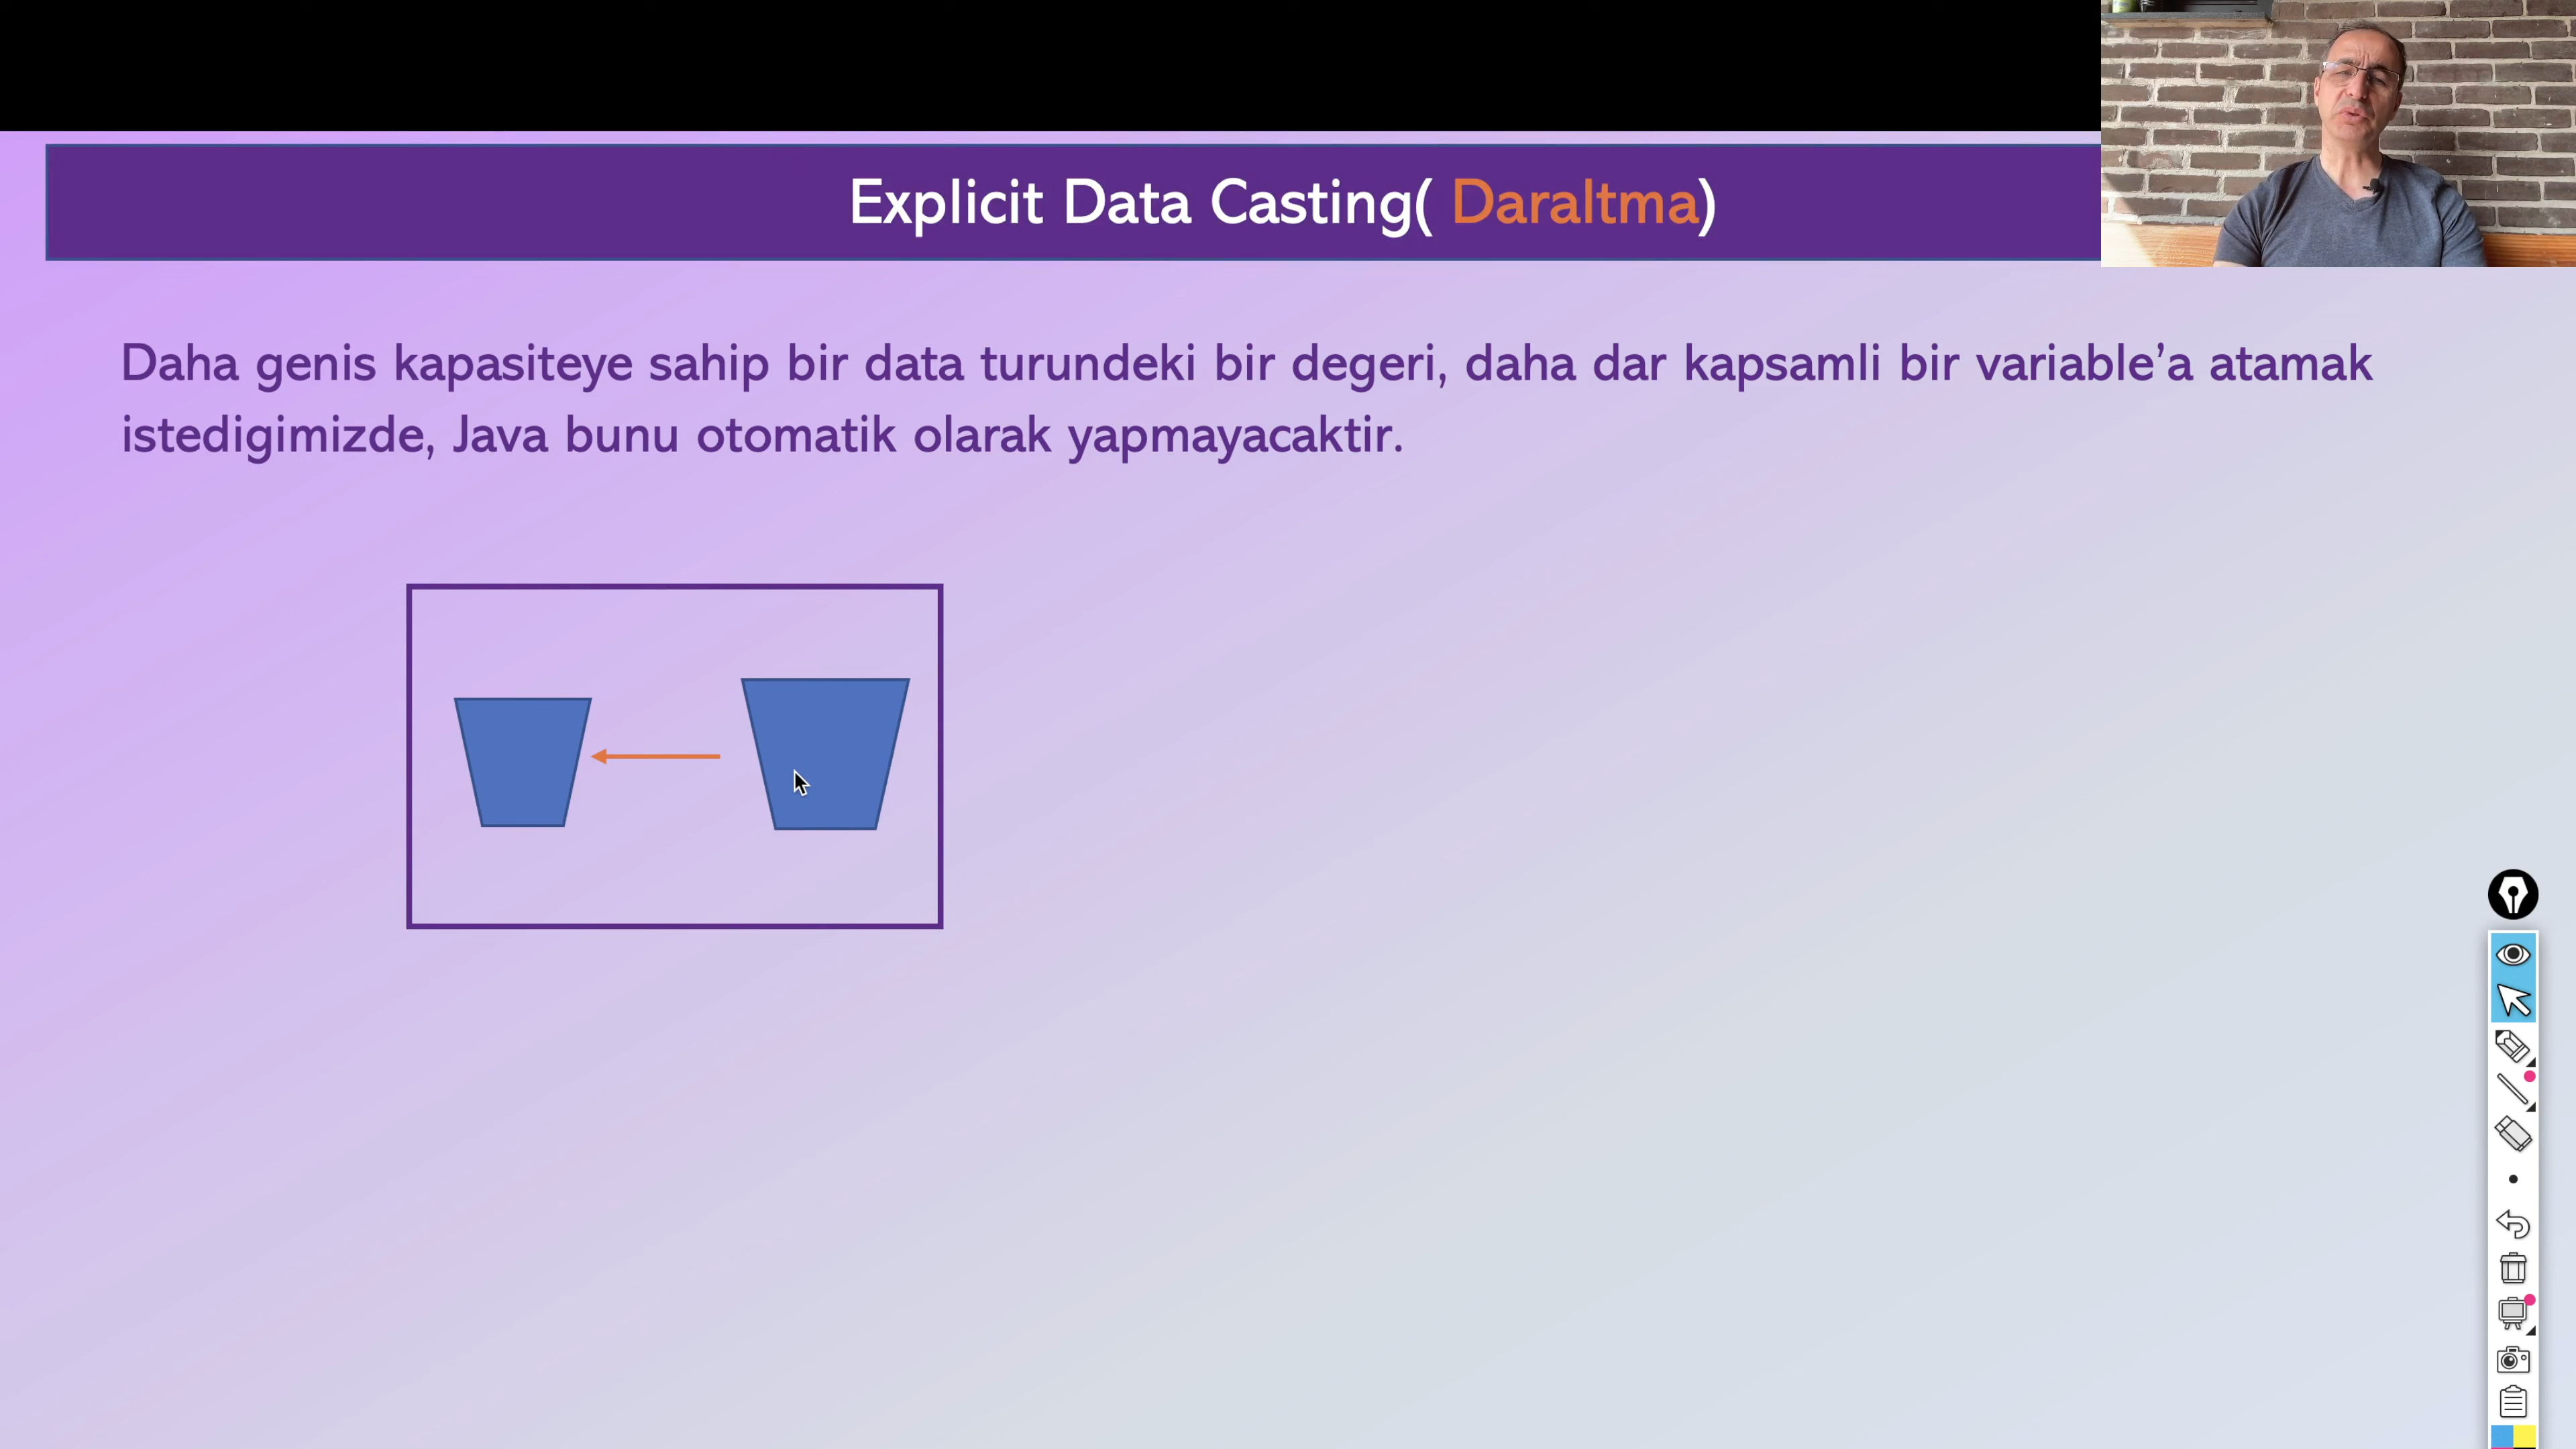 Explicit Data Casting( Daraltma)
Daha genis kapasiteye sahip bir data turundeki bir degeri, daha dar kapsamli bir variable’a atamak
istedigimizde, Java bunu otomatik olarak yapmayacaktir.